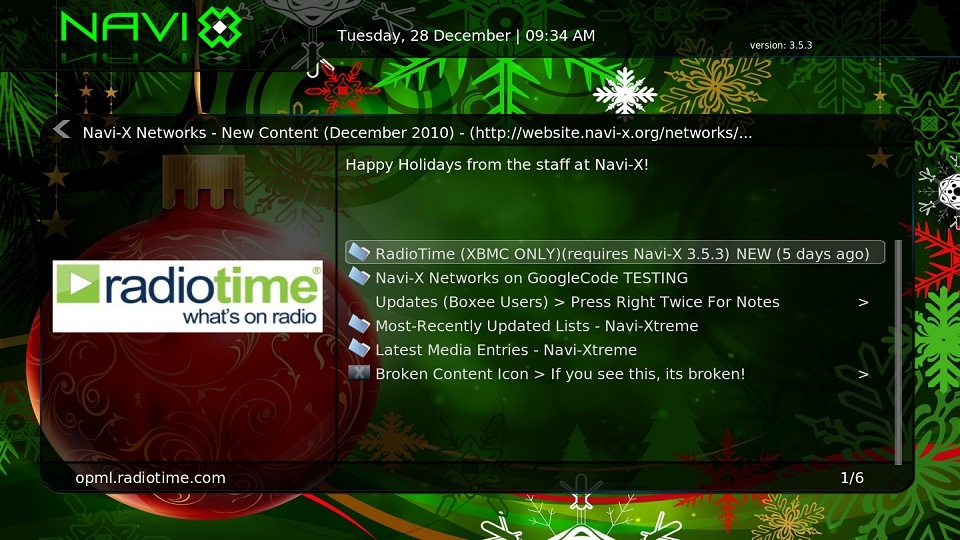 NAVI X
Tuesday, 28 December | 09:34 AM
version: 3.5.3
Navi-X Networks - New Content (December 2010) - (http://website.navi-x.org/networks/...
Happy Holidays from the staff at Navi-X!
RadioTime (XBMC ONLY)(requires Navi-X 3.5.3) NEW (5 days ago)
Navi-X Networks on GoogleCode TESTING
Updates (Boxee Users) > Press Right Twice For Notes >
Most-Recently Updated Lists - Navi-Xtreme
Latest Media Entries - Navi-Xtreme
Broken Content Icon > If you see this, its broken! >
radiotime®
what's on radio
opml.radiotime.com
1/6